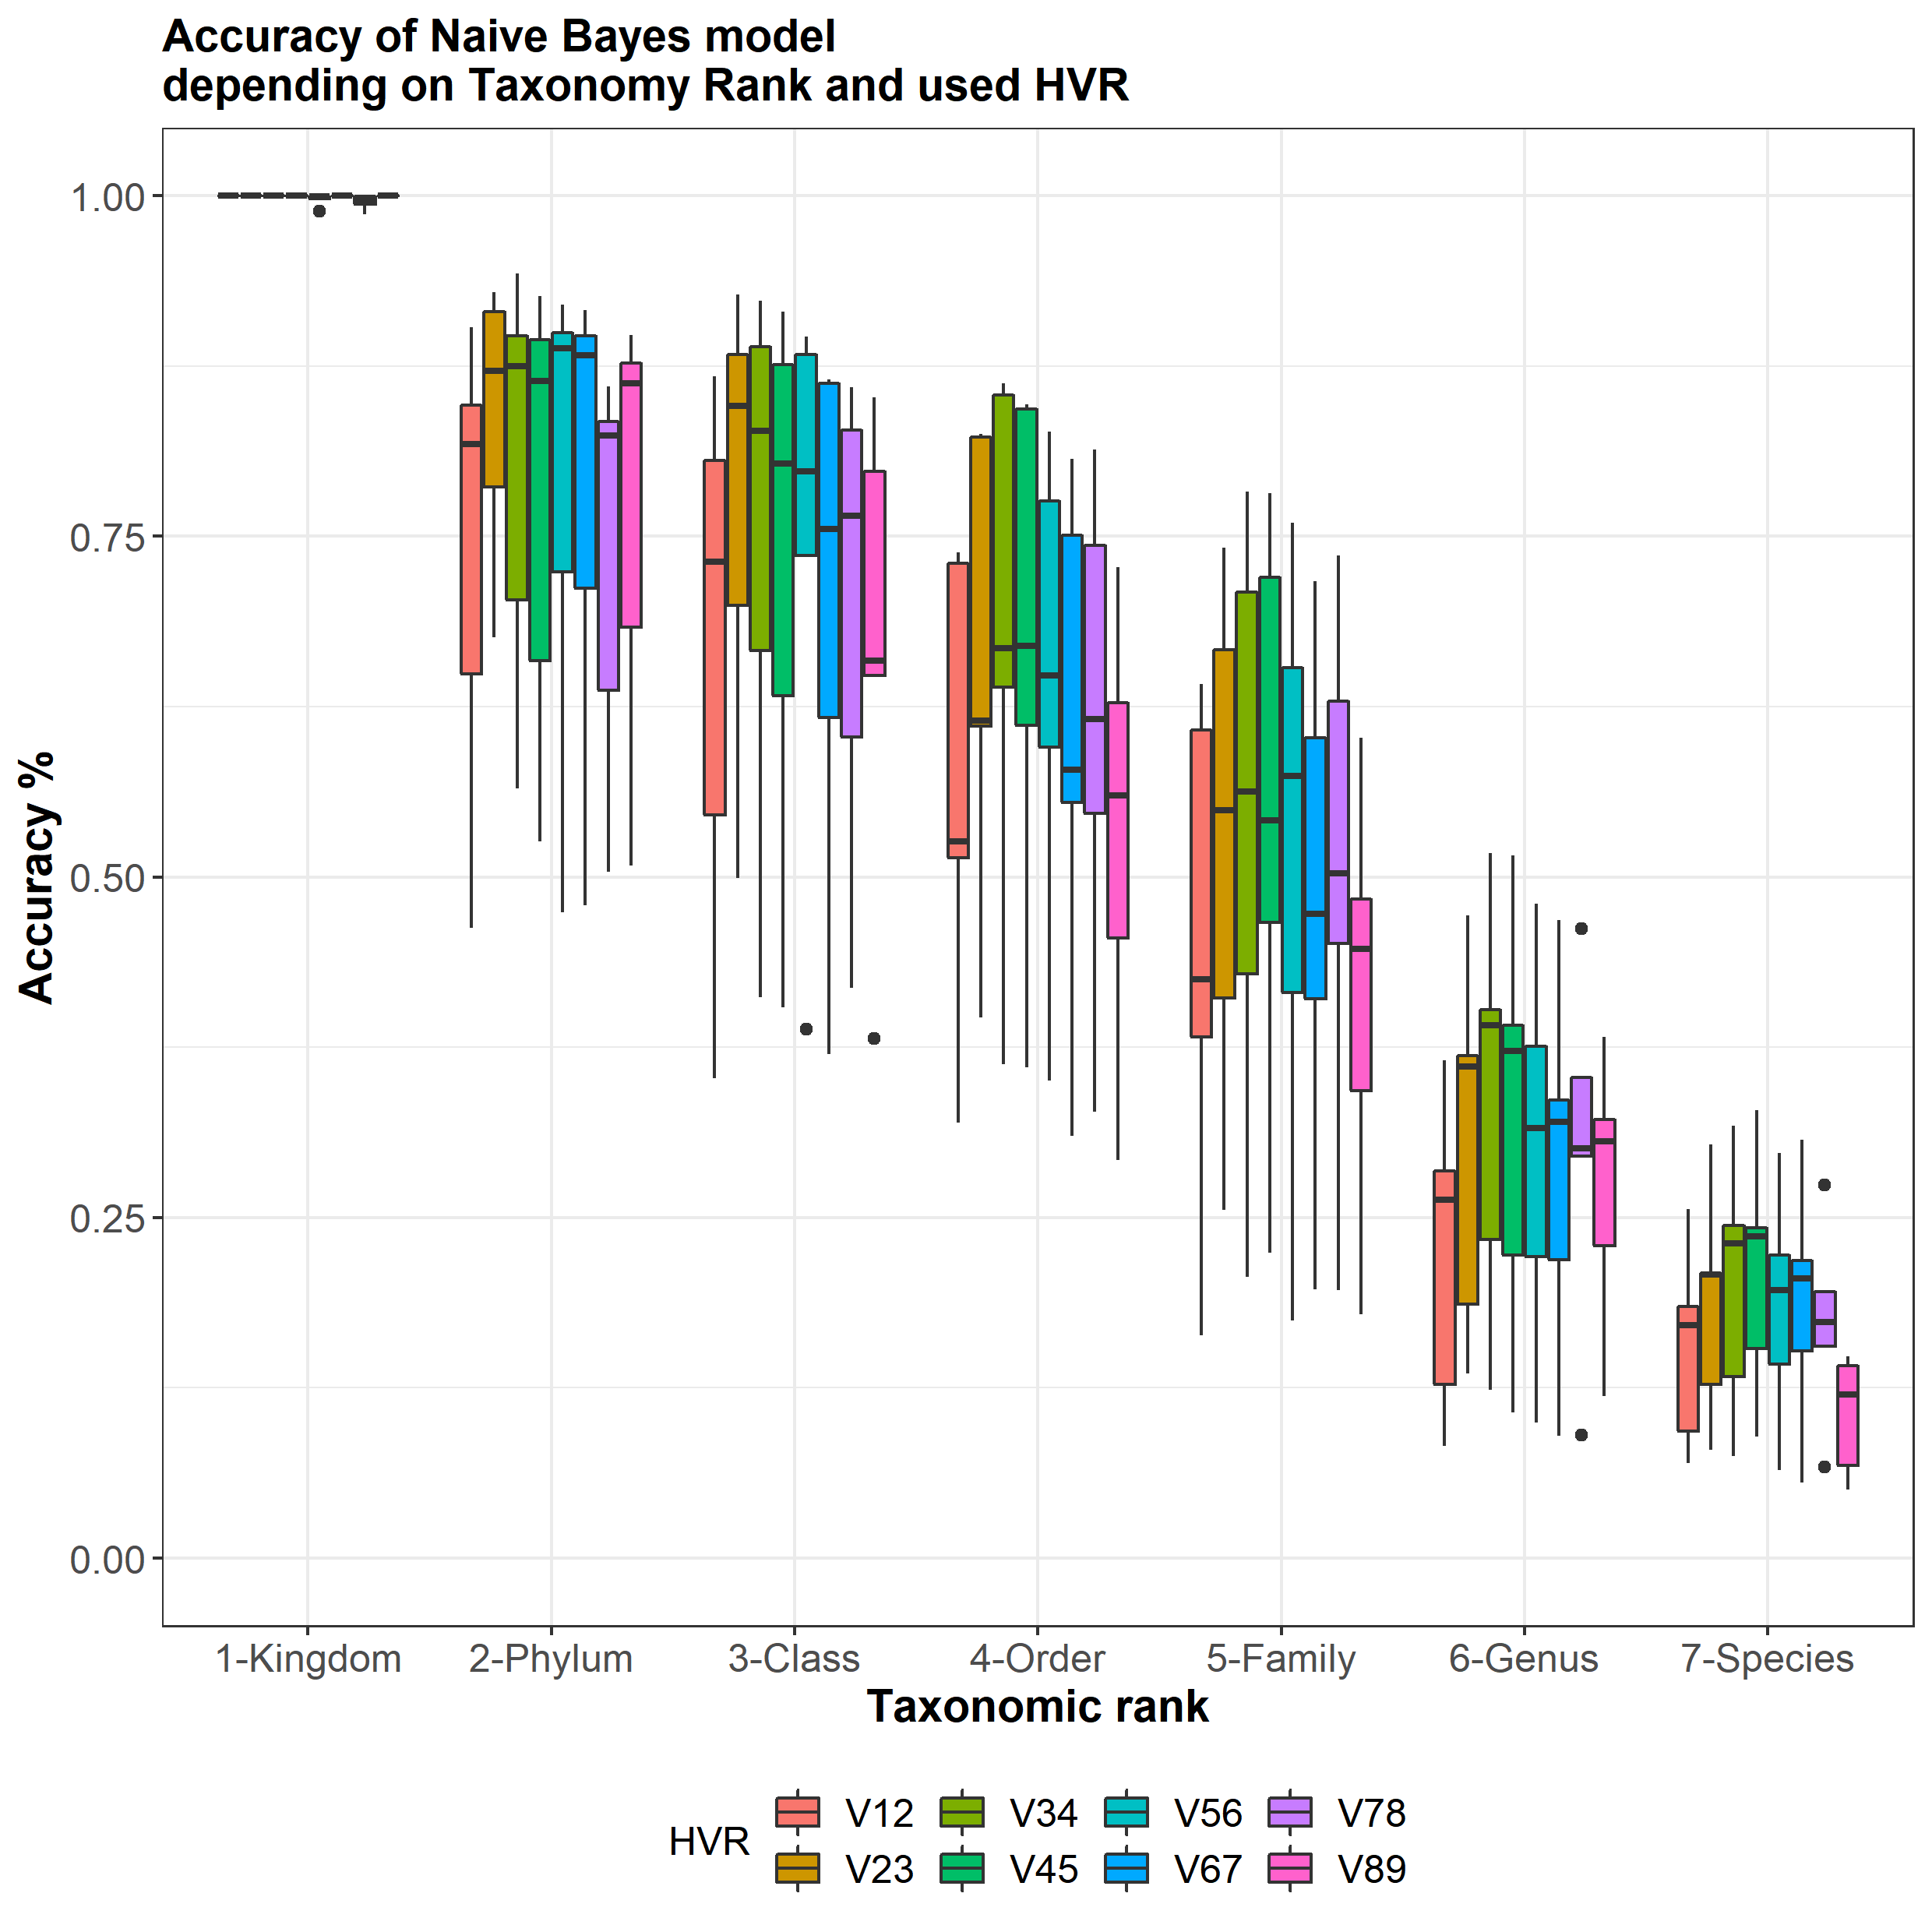 Accuracy of Naive Bayes model
depending on Taxonomy Rank and used HVR
Accuracy %
1.00
0.75
0.50
0.25
0.00
1-Kingdom 2-Phylum 3-Class 4-Order 5-Family 6-Genus 7-Species
Taxonomic rank
HVR
V12 V34 V56 V78
V23 V45 V67 V89